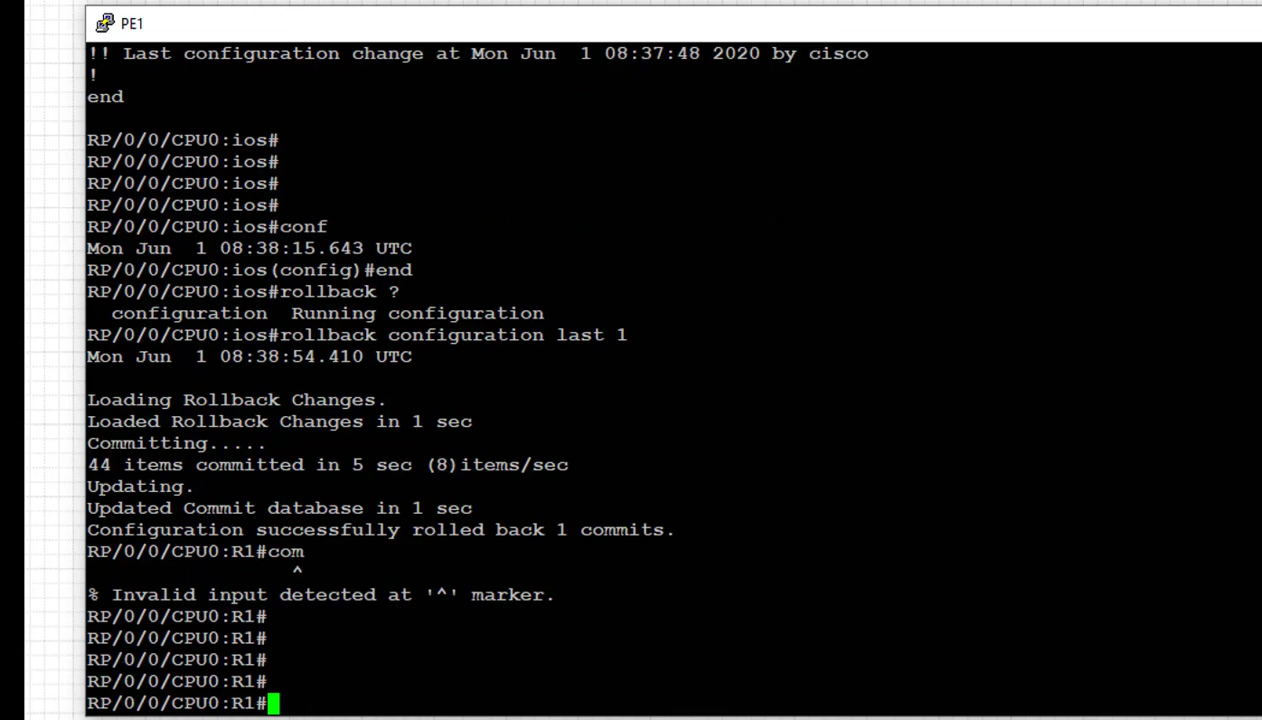 PE1
!! Last configuration change at Mon Jun  1 08:37:48 2020 by cisco
!
end
RP/0/0/CPU0:ios#
RP/0/0/CPU0:ios#
RP/0/0/CPU0:ios#
RP/0/0/CPU0:ios#
RP/0/0/CPU0:ios#conf
Mon Jun  1 08:38:15.643 UTC
RP/0/0/CPU0:ios(config)#end
RP/0/0/CPU0:ios#rollback ?
  configuration  Running configuration
RP/0/0/CPU0:ios#rollback configuration last 1
Mon Jun  1 08:38:54.410 UTC
Loading Rollback Changes.
Loaded Rollback Changes in 1 sec
Committing.....
44 items committed in 5 sec (8)items/sec
Updating.
Updated Commit database in 1 sec
Configuration successfully rolled back 1 commits.
RP/0/0/CPU0:R1#com
                 ^
% Invalid input detected at '^' marker.
RP/0/0/CPU0:R1#
RP/0/0/CPU0:R1#
RP/0/0/CPU0:R1#
RP/0/0/CPU0:R1#
RP/0/0/CPU0:R1#